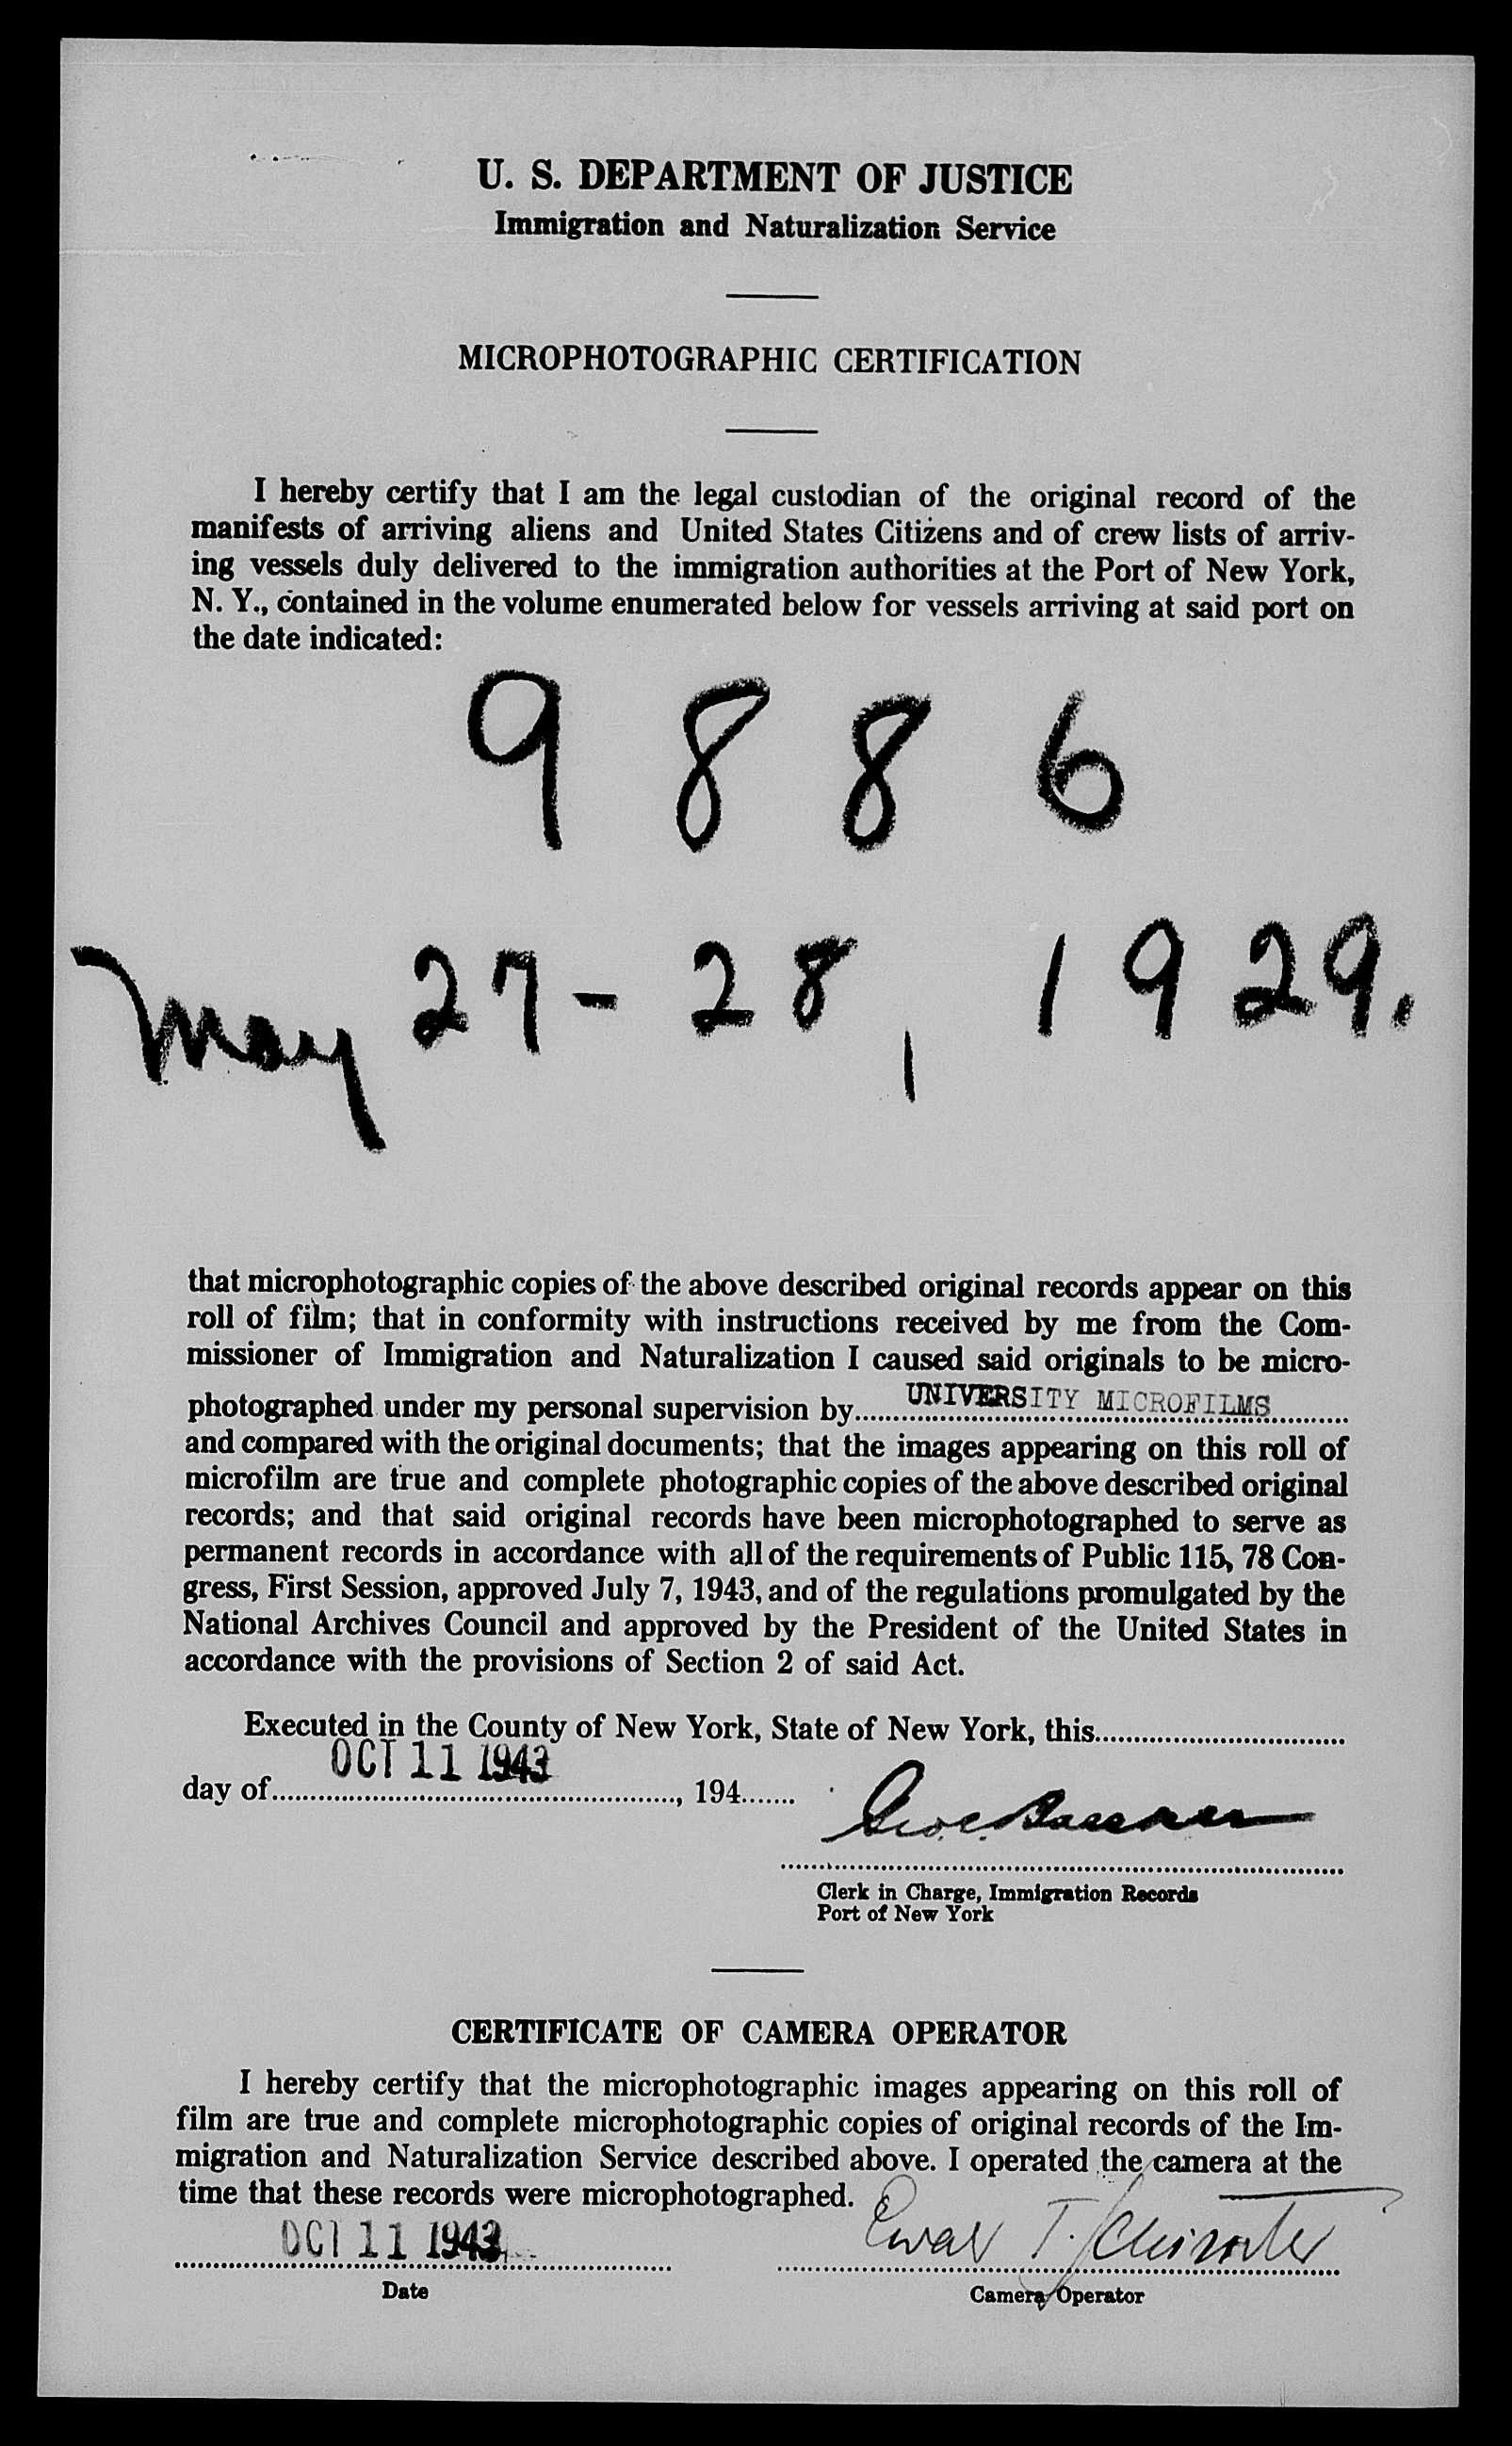 U. S. DEPARTMENT OF JUSTICE
Immigration and Naturalization Service
MICROPHOTOGRAPHIC CERTIFICATION
I hereby certify that I am the legal custodian of the original record of the
manifests of arriving aliens and United States Citizens and of crew lists of arriv-
ing vessels duly delivered to the immigration authorities at the Port of New York,
N. Y., contained in the volume enumerated below for vessels arriving at said port on
the date indicated:
9886
May 27-28, 1929.
that microphotographic copies of the above described original records appear on this
roll of film; that in conformity with instructions received by me from the Com-
missioner of Immigration and Naturalization I caused said originals to be micro-
photographed under my personal supervision by UNIVERSITY MICROFILMS
and compared with the original documents; that the images appearing on this roll of
microfilm are true and complete photographic copies of the above described original
records; and that said original records have been microphotographed to serve as
permanent records in accordance with all of the requirements of Public 115, 78 Con-
gress, First Session, approved July 7, 1943, and of the regulations promulgated by the
National Archives Council and approved by the President of the United States in
accordance with the provisions of Section 2 of said Act.
Executed in the County of New York, State of New York, this
OCT 11 1943
day of , 194
Clerk in Charge, Immigration Records
Port of New York
CERTIFICATE OF CAMERA OPERATOR
I hereby certify that the microphotographic images appearing on this roll of
film are true and complete microphotographic copies of original records of the Im-
migration and Naturalization Service described above. I operated the camera at the
time that these records were microphotographed.
OCT 11 1943
Date
Camera Operator